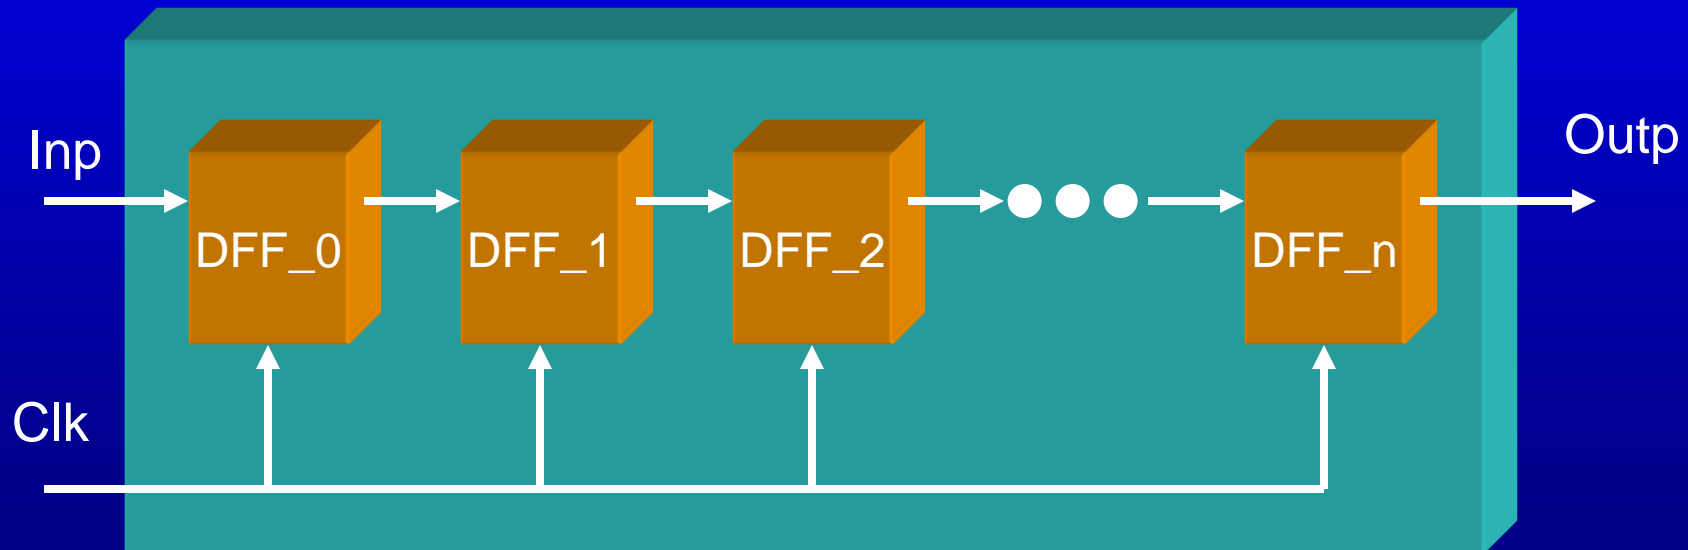 Inp
Outp
DFF_0
DFF_1
DFF_2
DFF_n
Clk